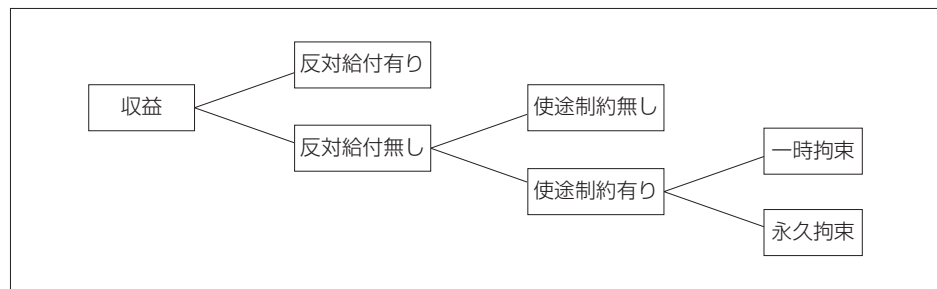 収益
反対給付有り
反対給付無し
使途制約無し
使途制約有り
一時拘束
永久拘束